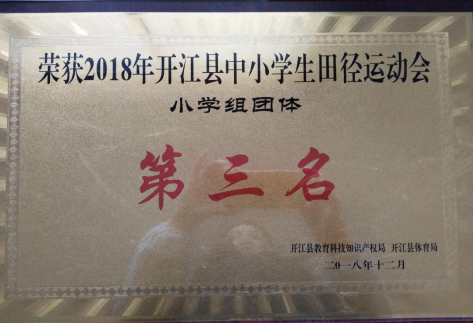 荣获2018年开江县中小学生田径运动会
小学组团体
第三名
开江县教育科技知识产权局 开江县体育局
二0一八年十二月